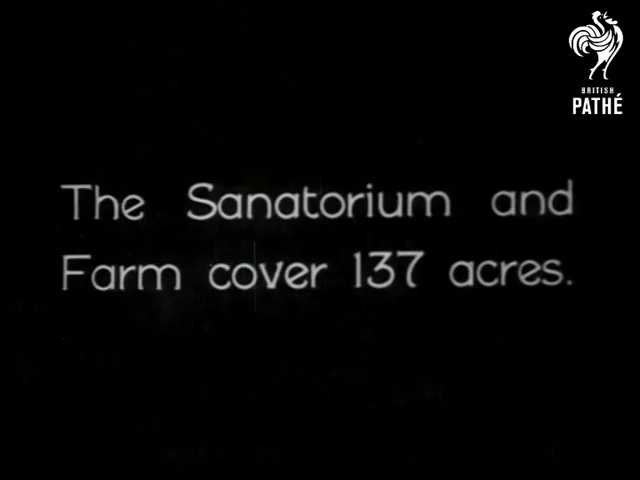 BRITISH
PATHÉ
The Sanatorium and
Farm cover 137 acres.